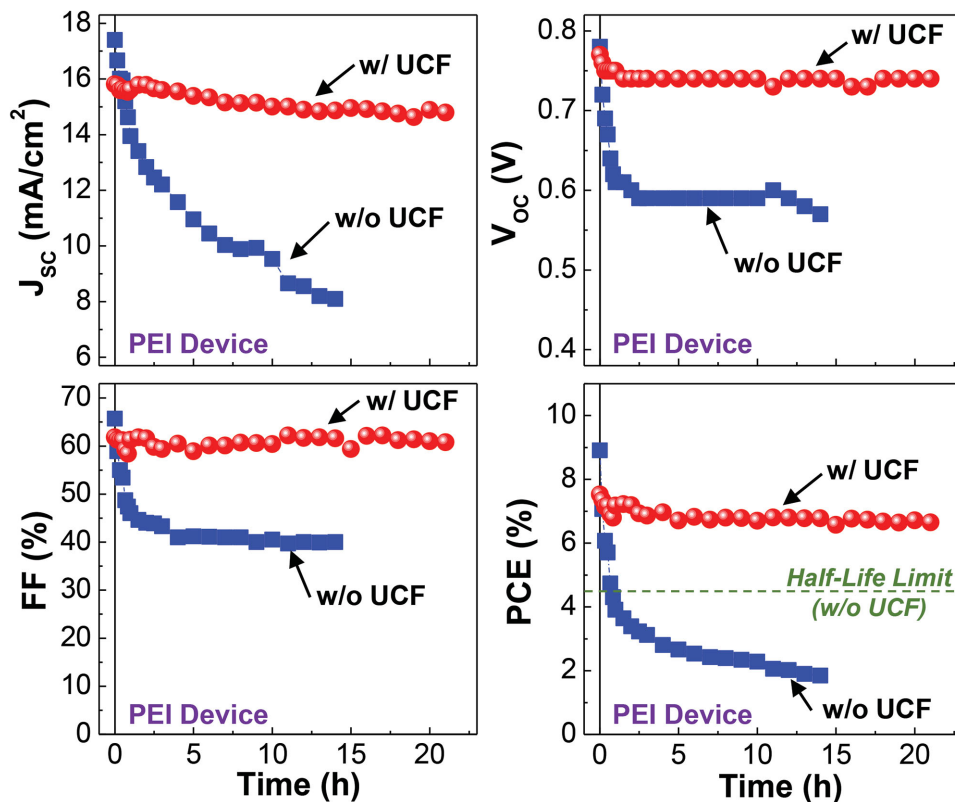 J_SC (mA/cm²)
18
16
14
12
10
8
6
w/ UCF
w/o UCF
PEI Device
V_OC (V)
0.8
0.7
0.6
0.5
0.4
w/ UCF
w/o UCF
PEI Device
FF (%)
70
60
50
40
30
20
10
0
w/ UCF
w/o UCF
PEI Device
0
5
10
15
20
Time (h)
PCE (%)
10
8
6
4
2
0
w/ UCF
Half-Life Limit
(w/o UCF)
w/o UCF
PEI Device
0
5
10
15
20
Time (h)